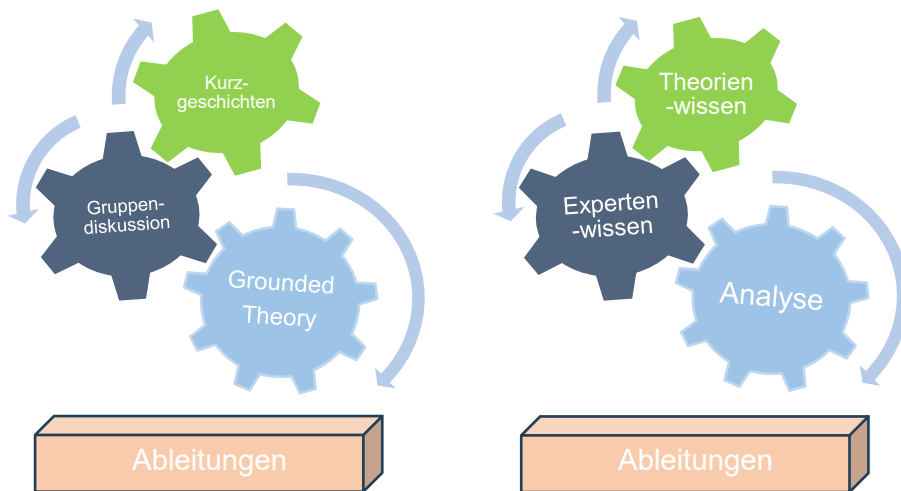 Kurz-
geschichten
Gruppen-
diskussion
Grounded
Theory
Ableitungen
Theorien
-wissen
Experten
-wissen
Analyse
Ableitungen